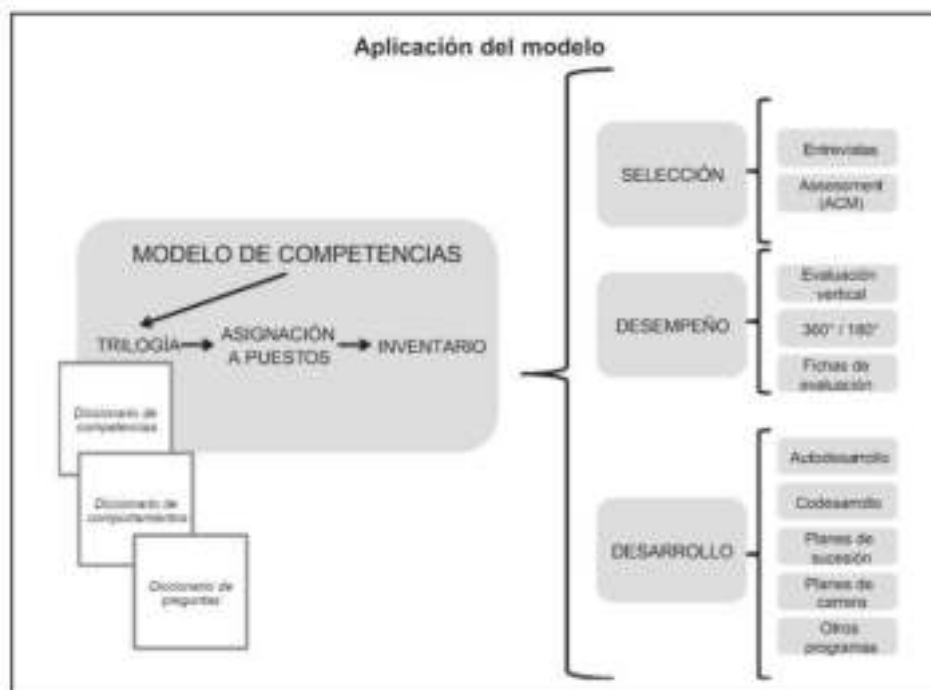 Aplicación del modelo
MODELO DE COMPETENCIAS
TRILOGÍA
ASIGNACIÓN
A PUESTOS
INVENTARIO
Diccionario de
competencias
Diccionario de
comportamientos
Diccionario de
preguntas
SELECCIÓN
Entrevistas
Assessment
(ACM)
DESEMPEÑO
Evaluación
vertical
360° / 180°
Fichas de
evaluación
DESARROLLO
Autodesarrollo
Codesarrollo
Planes de
sucesión
Planes de
carrera
Otros
programas